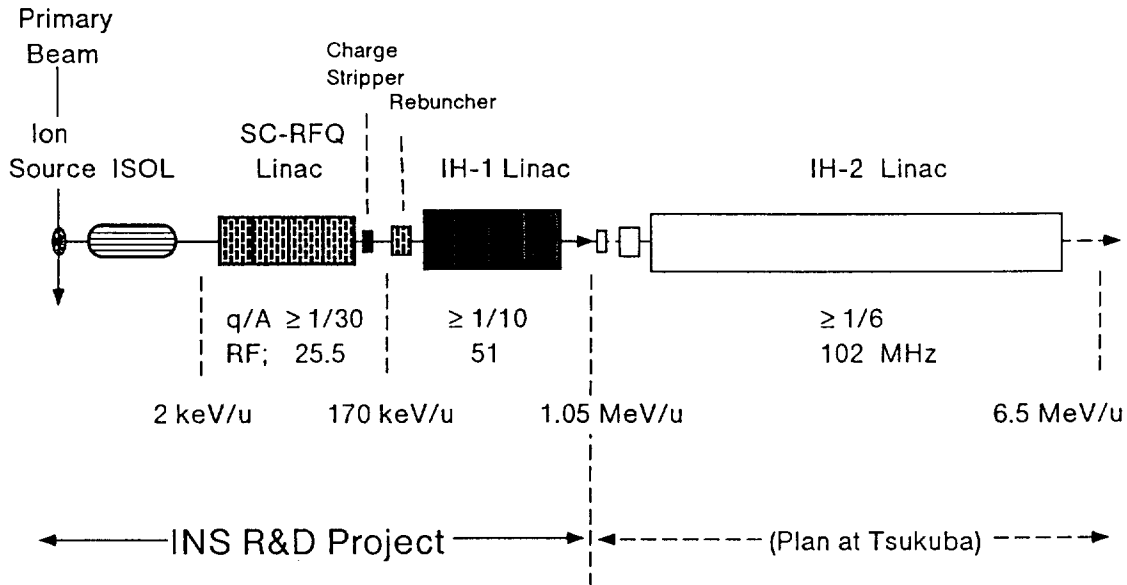 Primary
Beam
Charge
Stripper
Rebuncher
Ion
Source ISOL
SC-RFQ
Linac
IH-1 Linac
IH-2 Linac
q/A ≥ 1/30
RF; 25.5
≥ 1/10
51
≥ 1/6
102 MHz
2 keV/u
170 keV/u
1.05 MeV/u
6.5 MeV/u
INS R&D Project
(Plan at Tsukuba)